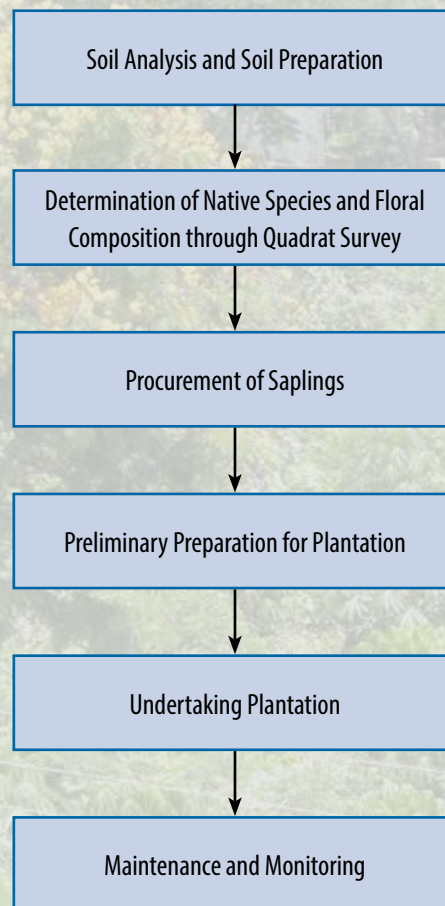 Soil Analysis and Soil Preparation
Determination of Native Species and Floral
Composition through Quadrat Survey
Procurement of Saplings
Preliminary Preparation for Plantation
Undertaking Plantation
Maintenance and Monitoring